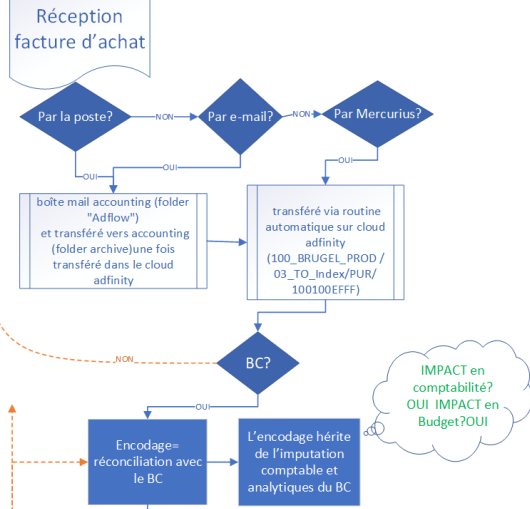 Réception
facture d'achat
Par la poste?
NON
Par e-mail?
NON
Par Mercurius?
OUI
OUI
OUI
boîte mail accounting (folder
"Adflow")
et transféré vers accounting
(folder archive)une fois
transféré dans le cloud
adfinity
transféré via routine
automatique sur cloud
adfinity
(100_BRUGEL_PROD /
03_TO_Index/PUR/
100100EFFF)
NON
BC?
OUI
IMPACT en
comptabilité?
OUI IMPACT en
Budget?OUI
Encodage=
réconciliation avec
le BC
L'encodage hérite
de l'imputation
comptable et
analytiques du BC